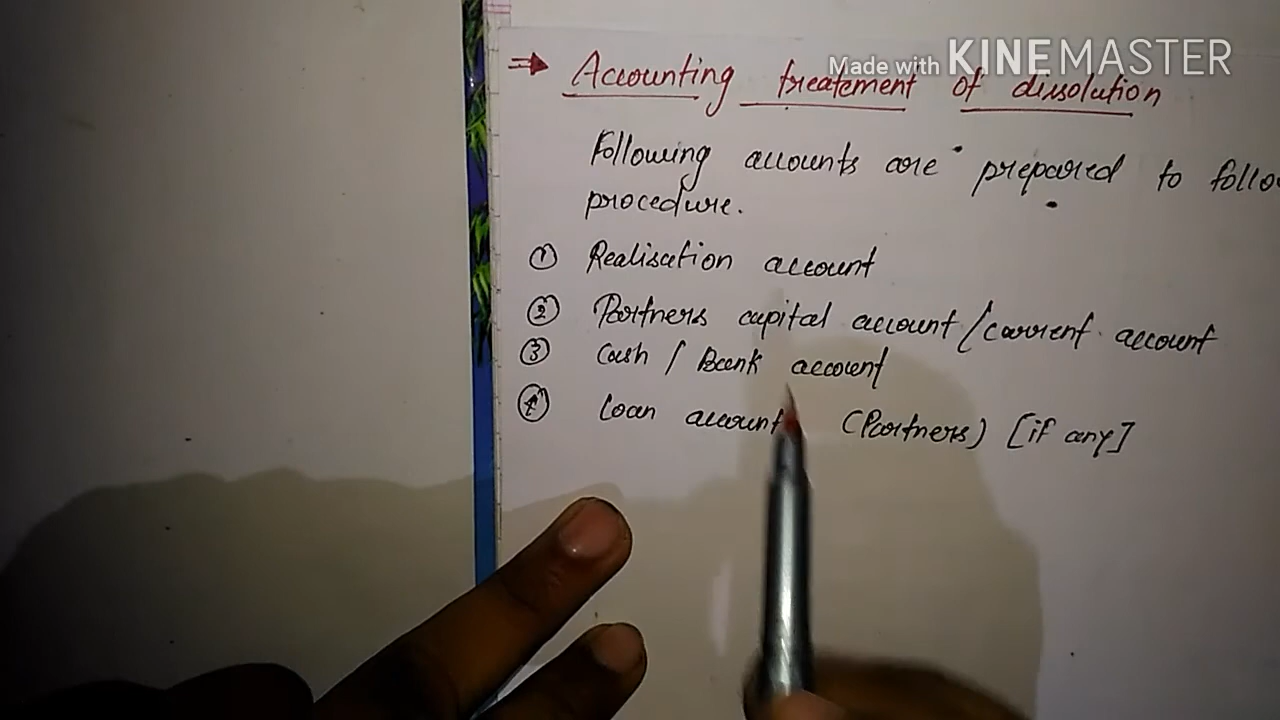 Made with KINEMASTER
⇒ Accounting treatement of dissolution
Following accounts are prepared to follo
procedure.
① Realisation account
② Partners capital account/current account
③ Cash / Bank account
④ Loan account (Partners) [if any]